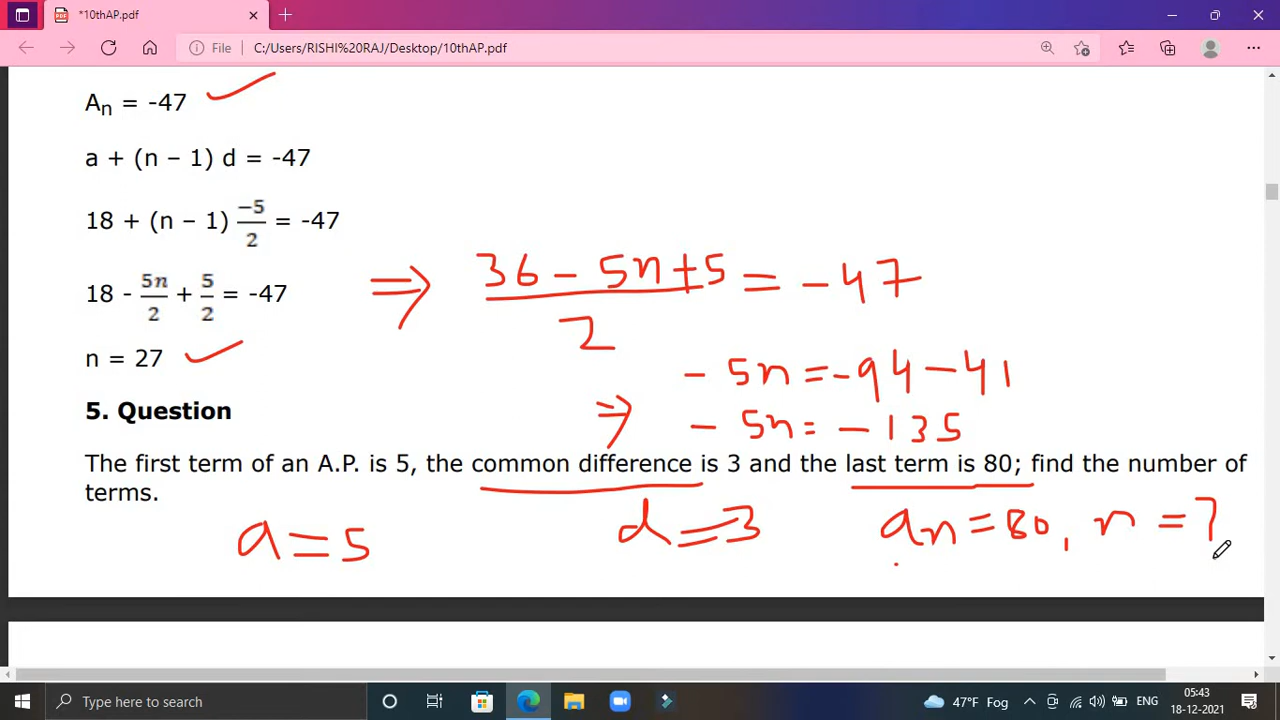 *10thAP.pdf
File C:/Users/RISHI%20RAJ/Desktop/10thAP.pdf
An = -47
a + (n – 1) d = -47
18 + (n – 1) −5/2 = -47
18 - 5n/2 + 5/2 = -47
⇒ 36 – 5n + 5 / 2 = – 47
n = 27
– 5n = -94 – 41
⇒ – 5n = – 135
5. Question
The first term of an A.P. is 5, the common difference is 3 and the last term is 80; find the number of
terms.
a = 5 d = 3 an = 80, n = ?
Type here to search
47°F Fog
ENG
05:43
18-12-2021